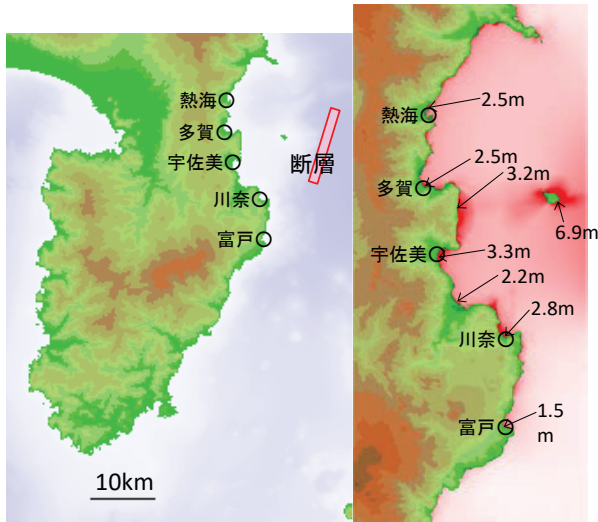 熱海
多賀
断層
宇佐美
川奈
富戸
10km
2.5m
熱海
2.5m
3.2m
多賀
6.9m
宇佐美
3.3m
2.2m
2.8m
川奈
1.5
m
富戸